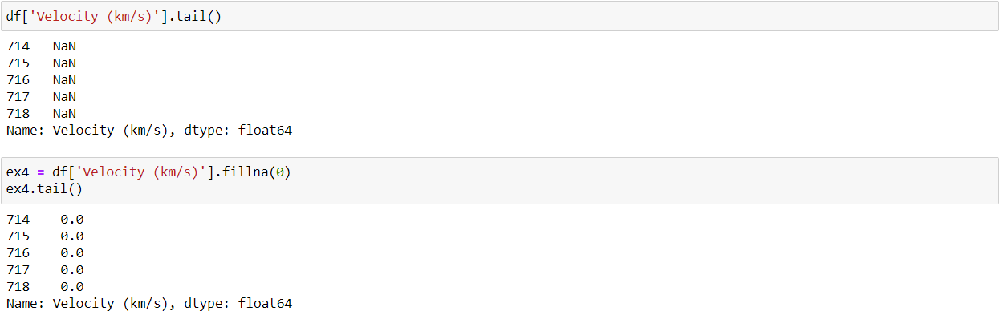 df['Velocity (km/s)'].tail()
714   NaN
715   NaN
716   NaN
717   NaN
718   NaN
Name: Velocity (km/s), dtype: float64
ex4 = df['Velocity (km/s)'].fillna(0)
ex4.tail()
714    0.0
715    0.0
716    0.0
717    0.0
718    0.0
Name: Velocity (km/s), dtype: float64